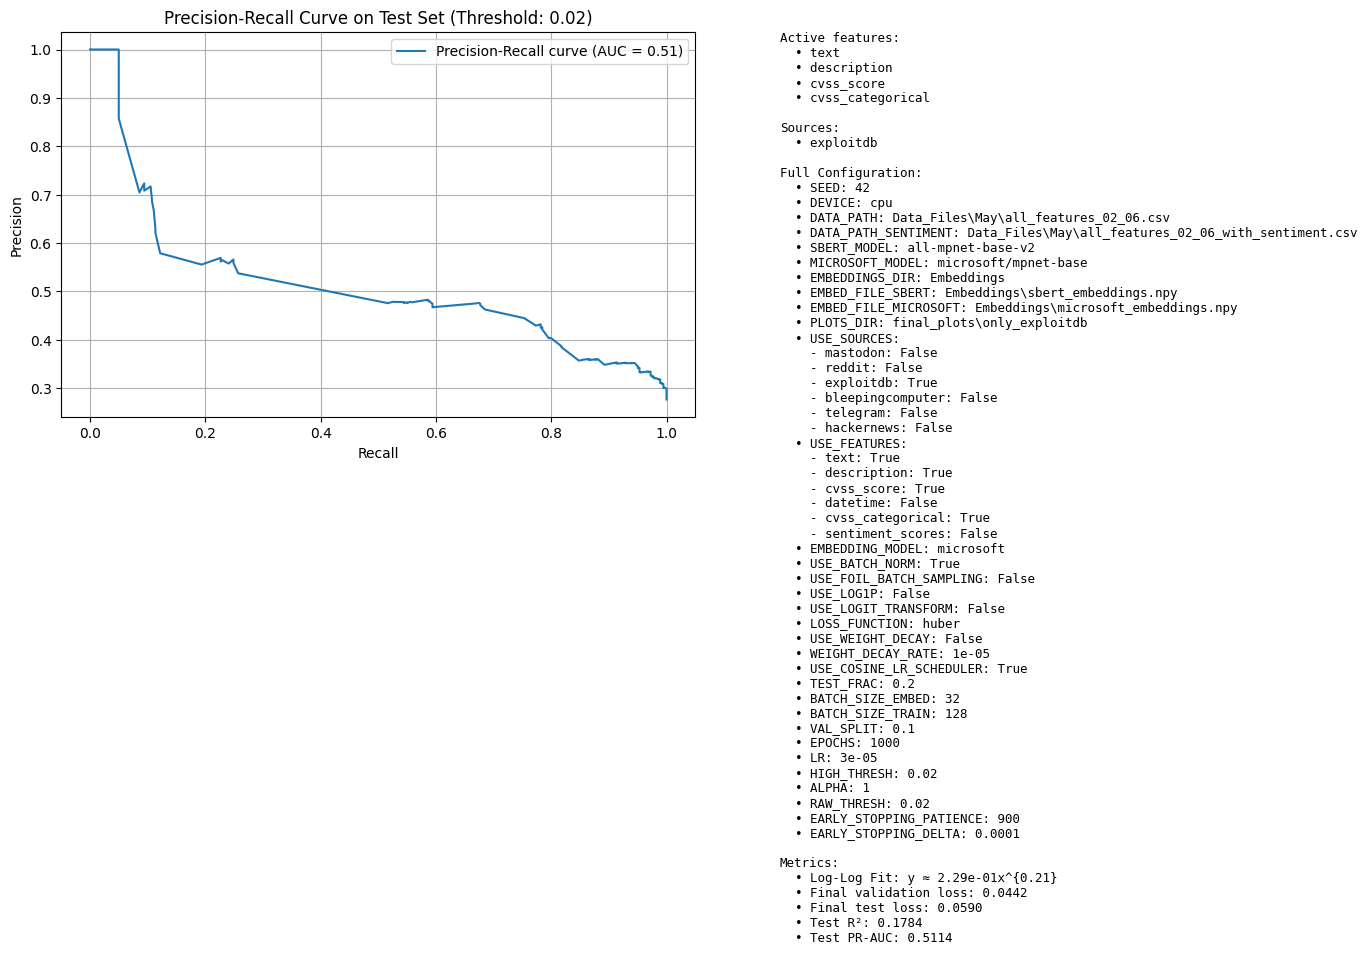 Precision-Recall Curve on Test Set (Threshold: 0.02)
Precision-Recall curve (AUC = 0.51)
1.0
0.9
0.8
0.7
0.6
0.5
0.4
0.3
Precision
0.0
0.2
0.4
0.6
0.8
1.0
Recall
Active features:
• text
• description
• cvss_score
• cvss_categorical
Sources:
• exploitdb
Full Configuration:
• SEED: 42
• DEVICE: cpu
• DATA_PATH: Data_Files\May\all_features_02_06.csv
• DATA_PATH_SENTIMENT: Data_Files\May\all_features_02_06_with_sentiment.csv
• SBERT_MODEL: all-mpnet-base-v2
• MICROSOFT_MODEL: microsoft/mpnet-base
• EMBEDDINGS_DIR: Embeddings
• EMBED_FILE_SBERT: Embeddings\sbert_embeddings.npy
• EMBED_FILE_MICROSOFT: Embeddings\microsoft_embeddings.npy
• PLOTS_DIR: final_plots\only_exploitdb
• USE_SOURCES:
- mastodon: False
- reddit: False
- exploitdb: True
- bleepingcomputer: False
- telegram: False
- hackernews: False
• USE_FEATURES:
- text: True
- description: True
- cvss_score: True
- datetime: False
- cvss_categorical: True
- sentiment_scores: False
• EMBEDDING_MODEL: microsoft
• USE_BATCH_NORM: True
• USE_FOIL_BATCH_SAMPLING: False
• USE_LOG1P: False
• USE_LOGIT_TRANSFORM: False
• LOSS_FUNCTION: huber
• USE_WEIGHT_DECAY: False
• WEIGHT_DECAY_RATE: 1e-05
• USE_COSINE_LR_SCHEDULER: True
• TEST_FRAC: 0.2
• BATCH_SIZE_EMBED: 32
• BATCH_SIZE_TRAIN: 128
• VAL_SPLIT: 0.1
• EPOCHS: 1000
• LR: 3e-05
• HIGH_THRESH: 0.02
• ALPHA: 1
• RAW_THRESH: 0.02
• EARLY_STOPPING_PATIENCE: 900
• EARLY_STOPPING_DELTA: 0.0001
Metrics:
• Log-Log Fit: y ≈ 2.29e-01x^{0.21}
• Final validation loss: 0.0442
• Final test loss: 0.0590
• Test R²: 0.1784
• Test PR-AUC: 0.5114